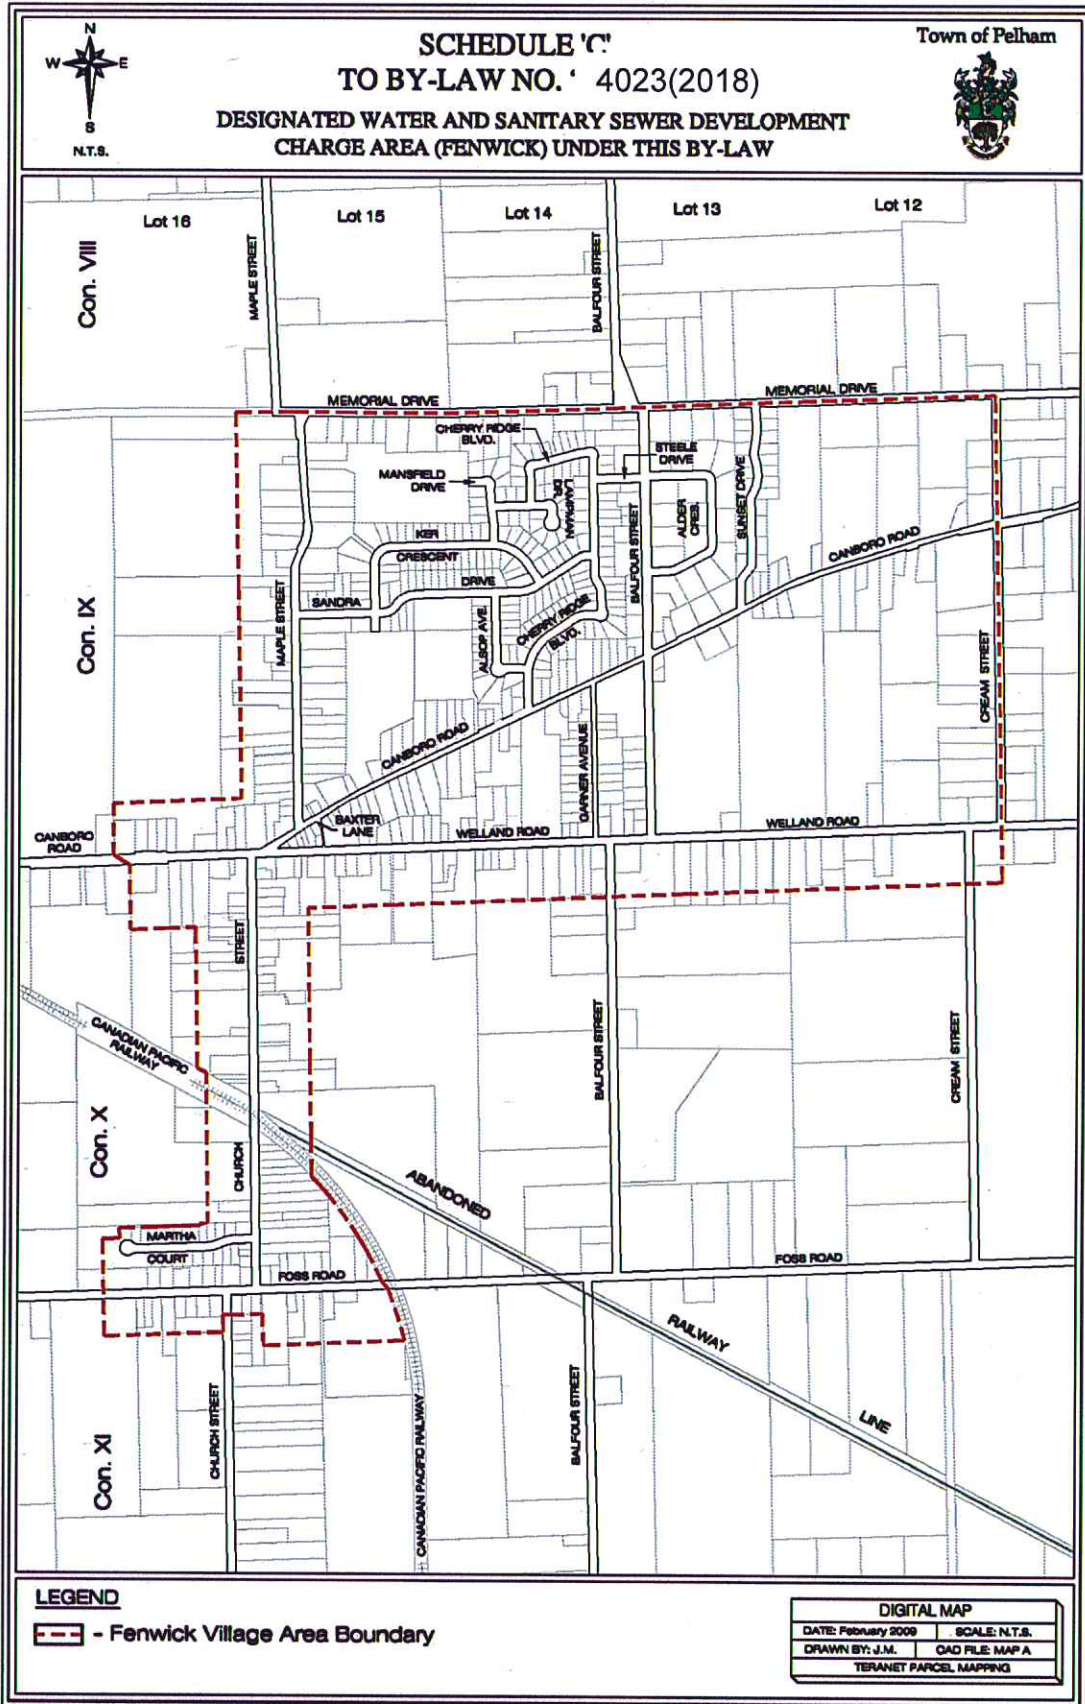 N
W E
S
N.T.S.
SCHEDULE 'C'
TO BY-LAW NO. ' 4023(2018)
DESIGNATED WATER AND SANITARY SEWER DEVELOPMENT
CHARGE AREA (FENWICK) UNDER THIS BY-LAW
Town of Pelham
Lot 16
Lot 15
Lot 14
Lot 13
Lot 12
Con. VIII
MAPLE STREET
BALFOUR STREET
MEMORIAL DRIVE
MEMORIAL DRIVE
CHERRY RIDGE
BLVD.
STEELE
DRIVE
MANSFIELD
DRIVE
LAMPMAN
DR.
ALDER
CRES.
SUNSET DRIVE
KER
CRESCENT
CANBORO ROAD
BALFOUR STREET
DRIVE
SANDRA
Con. IX
MAPLE STREET
ALSOP AVE.
CHERRY RIDGE
BLVD.
CREAM STREET
CANBORO ROAD
GARNER AVENUE
BAXTER
LANE
CANBORO
ROAD
WELLAND ROAD
WELLAND ROAD
STREET
CANADIAN PACIFIC
RAILWAY
BALFOUR STREET
CREAM STREET
Con. X
CHURCH
ABANDONED
MARTHA
COURT
FOSS ROAD
FOSS ROAD
RAILWAY
LINE
Con. XI
CHURCH STREET
CANADIAN PACIFIC RAILWAY
BALFOUR STREET
LEGEND
- Fenwick Village Area Boundary
DIGITAL MAP
DATE: February 2009 SCALE: N.T.S.
DRAWN BY: J.M. CAD FILE: MAP A
TERANET PARCEL MAPPING